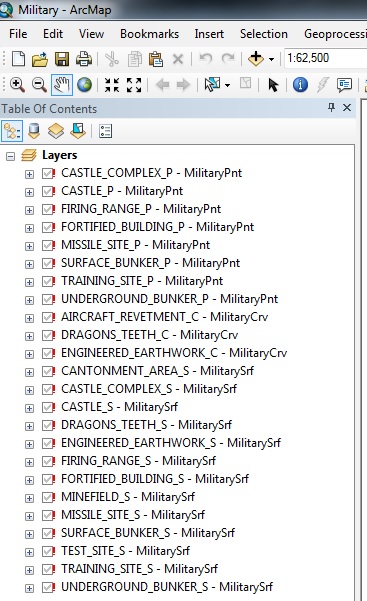 Military - ArcMap
File Edit View Bookmarks Insert Selection Geoprocessi
1:62,500
Table Of Contents
Layers
CASTLE_COMPLEX_P - MilitaryPnt
CASTLE_P - MilitaryPnt
FIRING_RANGE_P - MilitaryPnt
FORTIFIED_BUILDING_P - MilitaryPnt
MISSILE_SITE_P - MilitaryPnt
SURFACE_BUNKER_P - MilitaryPnt
TRAINING_SITE_P - MilitaryPnt
UNDERGROUND_BUNKER_P - MilitaryPnt
AIRCRAFT_REVETMENT_C - MilitaryCrv
DRAGONS_TEETH_C - MilitaryCrv
ENGINEERED_EARTHWORK_C - MilitaryCrv
CANTONMENT_AREA_S - MilitarySrf
CASTLE_COMPLEX_S - MilitarySrf
CASTLE_S - MilitarySrf
DRAGONS_TEETH_S - MilitarySrf
ENGINEERED_EARTHWORK_S - MilitarySrf
FIRING_RANGE_S - MilitarySrf
FORTIFIED_BUILDING_S - MilitarySrf
MINEFIELD_S - MilitarySrf
MISSILE_SITE_S - MilitarySrf
SURFACE_BUNKER_S - MilitarySrf
TEST_SITE_S - MilitarySrf
TRAINING_SITE_S - MilitarySrf
UNDERGROUND_BUNKER_S - MilitarySrf